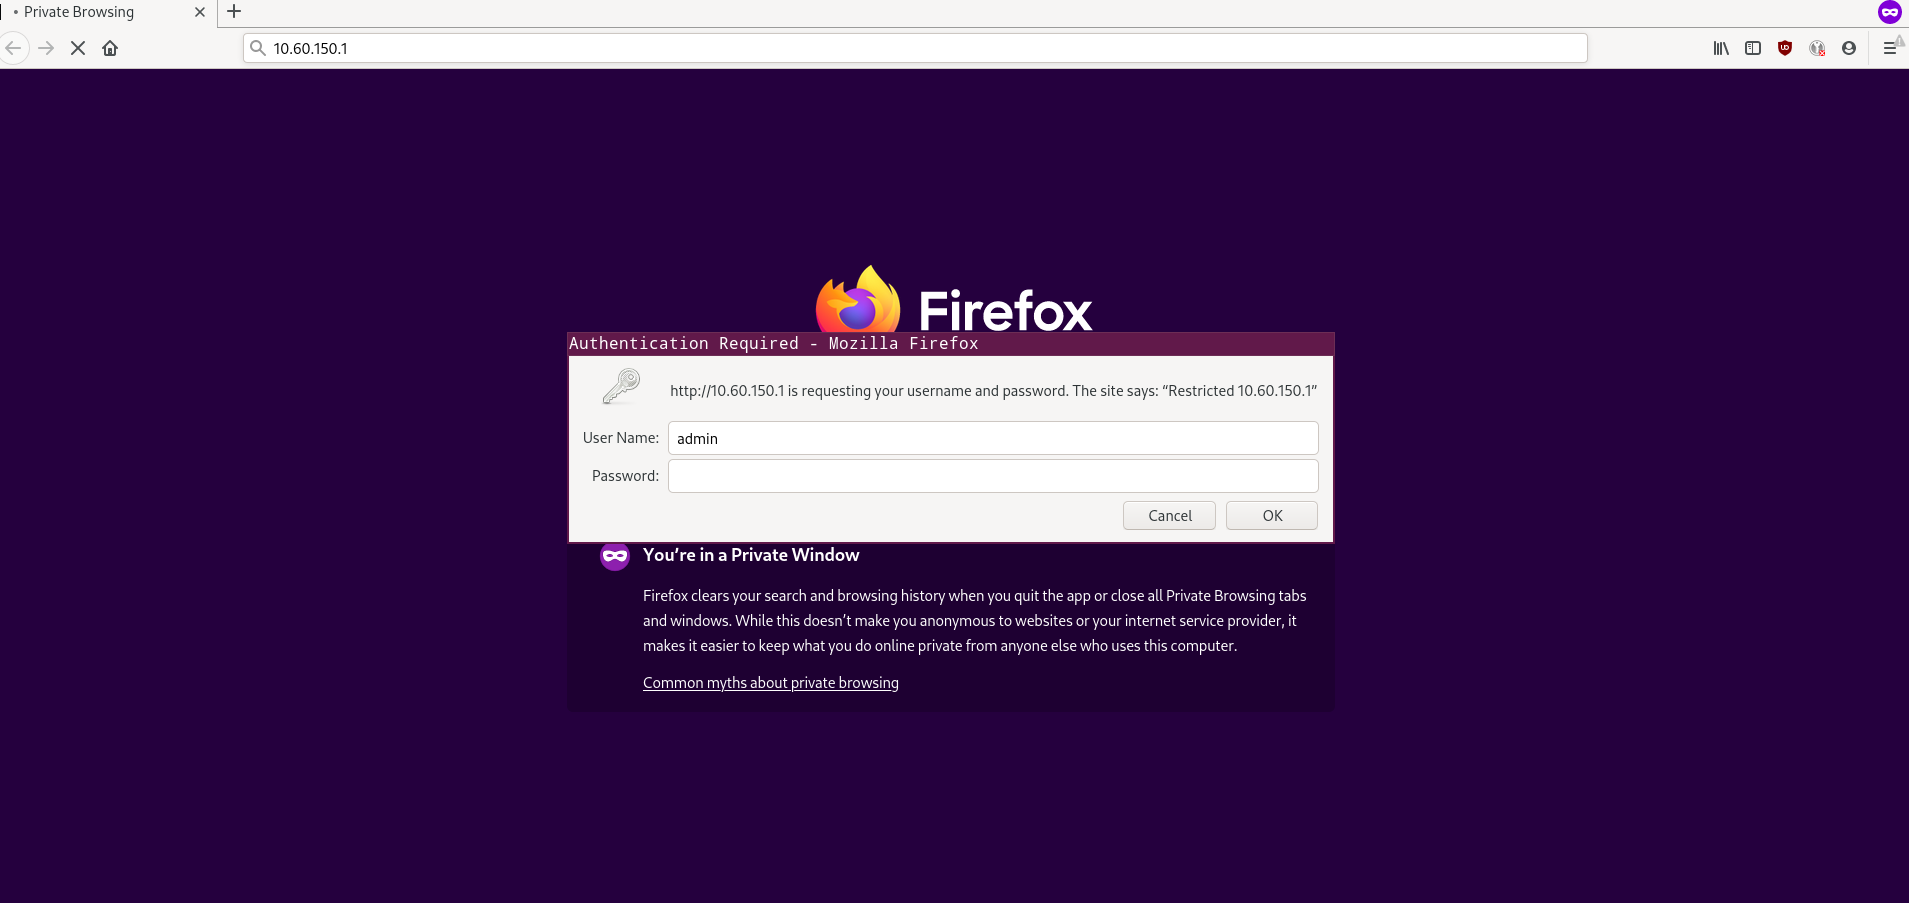 Private Browsing
10.60.150.1
Firefox
Authentication Required - Mozilla Firefox
http://10.60.150.1 is requesting your username and password. The site says: “Restricted 10.60.150.1”
User Name: admin
Password:
Cancel OK
You’re in a Private Window
Firefox clears your search and browsing history when you quit the app or close all Private Browsing tabs
and windows. While this doesn’t make you anonymous to websites or your internet service provider, it
makes it easier to keep what you do online private from anyone else who uses this computer.
Common myths about private browsing